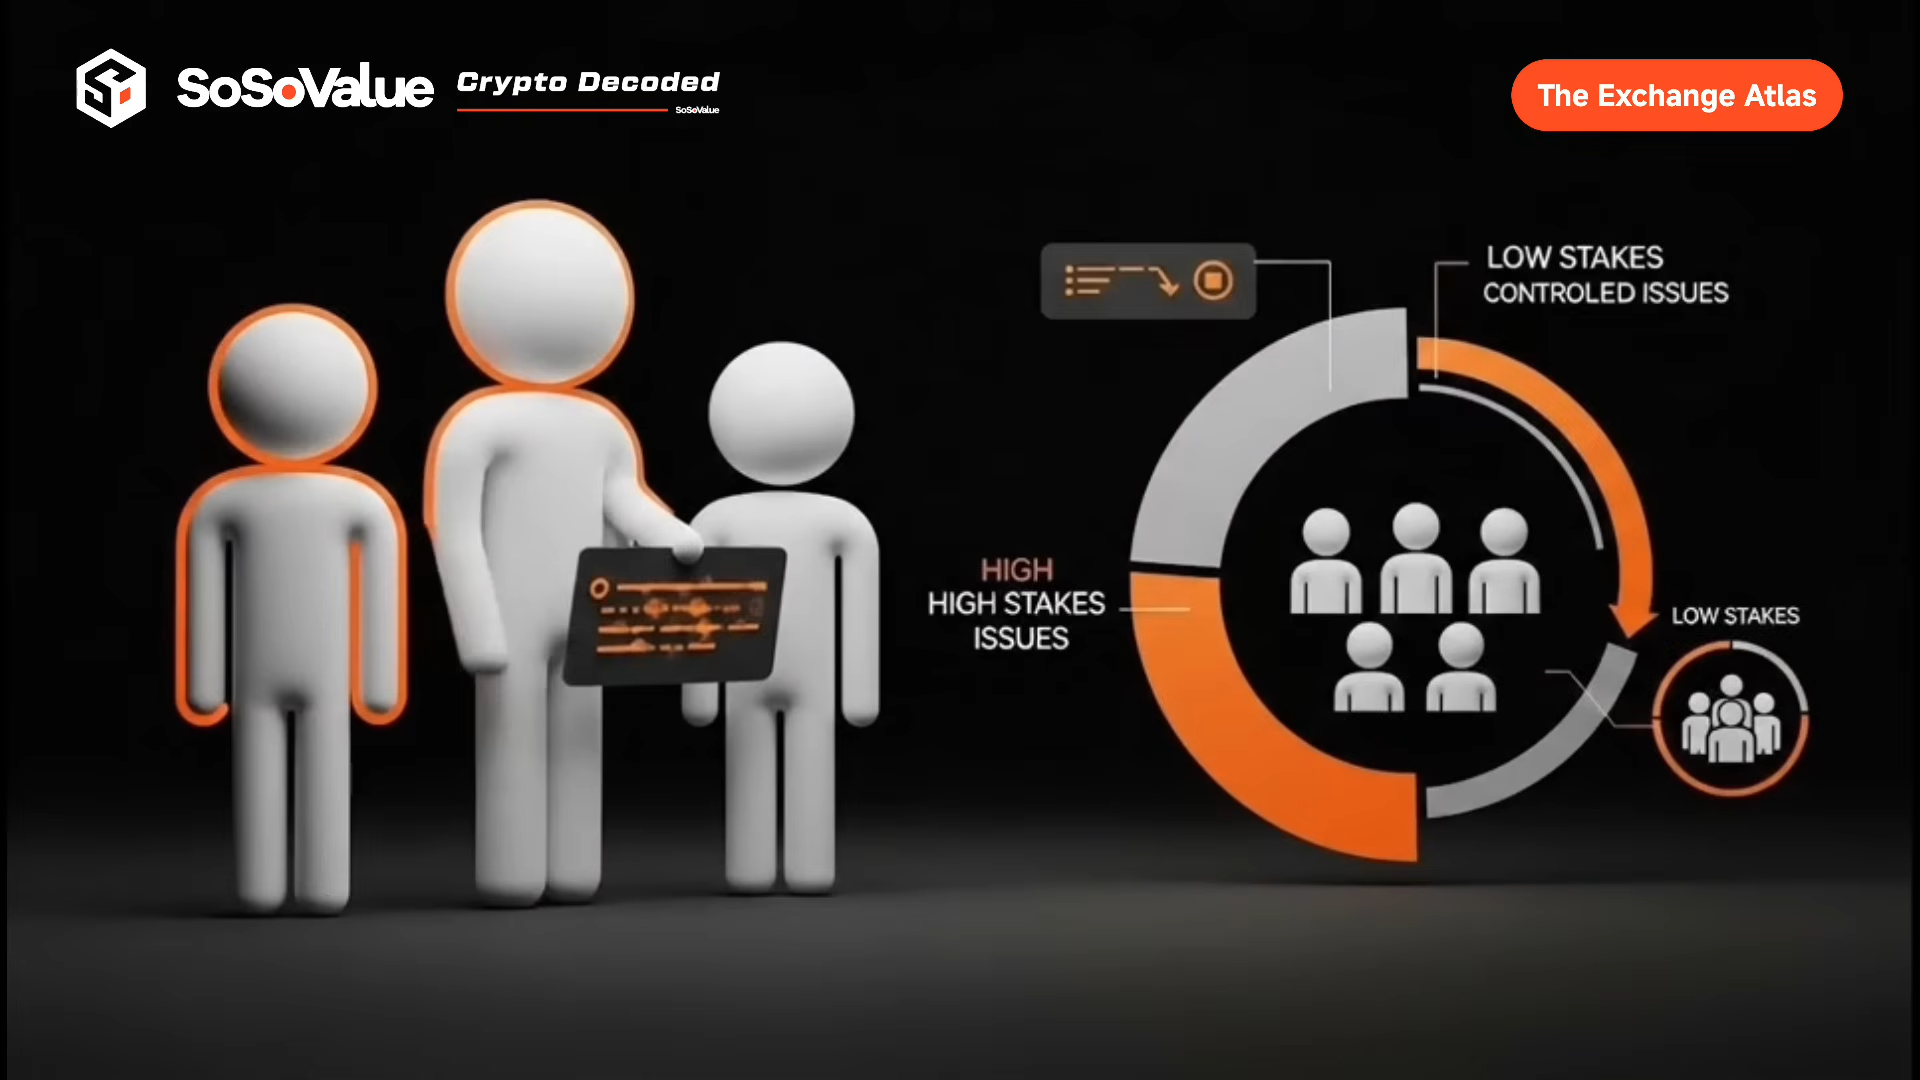 SoSoValue
Crypto Decoded
SoSoValue
The Exchange Atlas
LOW STAKES
CONTROLED ISSUES
HIGH
HIGH STAKES
ISSUES
LOW STAKES